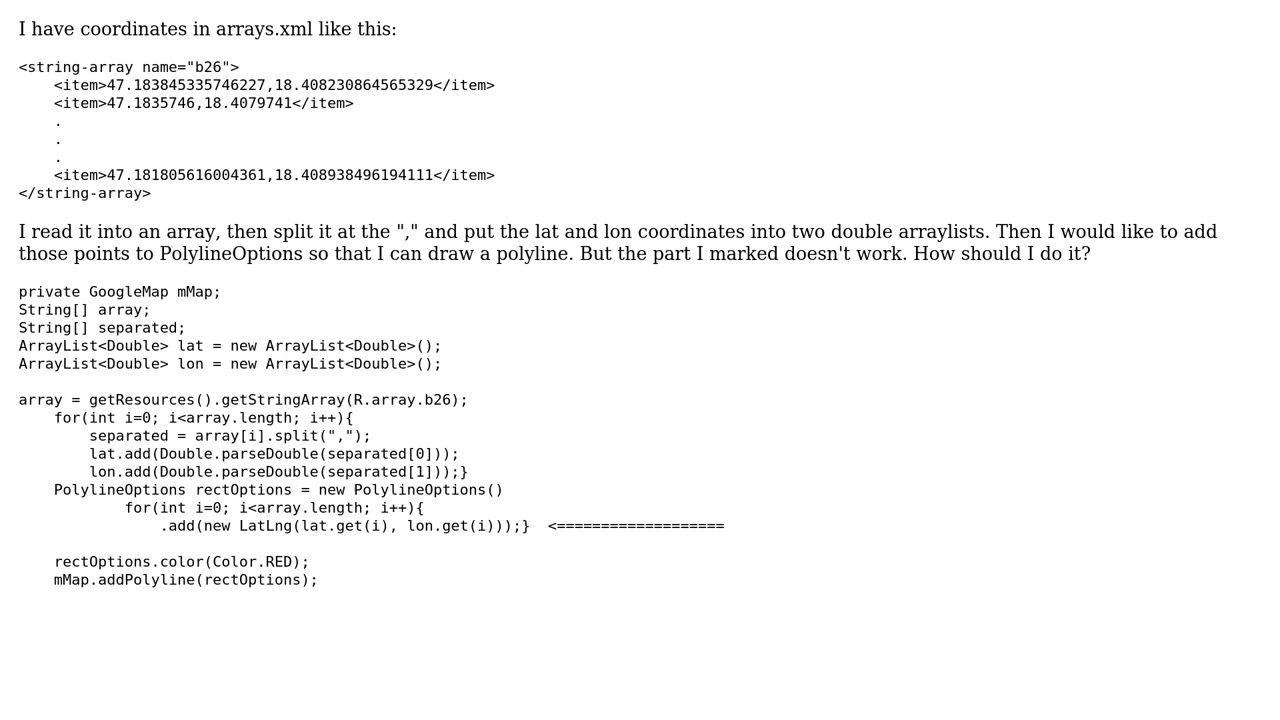 I have coordinates in arrays.xml like this:
<string-array name="b26">
    <item>47.183845335746227,18.408230864565329</item>
    <item>47.1835746,18.4079741</item>
    .
    .
    .
    <item>47.181805616004361,18.408938496194111</item>
</string-array>
I read it into an array, then split it at the "," and put the lat and lon coordinates into two double arraylists. Then I would like to add
those points to PolylineOptions so that I can draw a polyline. But the part I marked doesn't work. How should I do it?
private GoogleMap mMap;
String[] array;
String[] separated;
ArrayList<Double> lat = new ArrayList<Double>();
ArrayList<Double> lon = new ArrayList<Double>();
array = getResources().getStringArray(R.array.b26);
    for(int i=0; i<array.length; i++){
        separated = array[i].split(",");
        lat.add(Double.parseDouble(separated[0]));
        lon.add(Double.parseDouble(separated[1]));}
    PolylineOptions rectOptions = new PolylineOptions()
            for(int i=0; i<array.length; i++){
                .add(new LatLng(lat.get(i), lon.get(i)));}  <===================
    rectOptions.color(Color.RED);
    mMap.addPolyline(rectOptions);